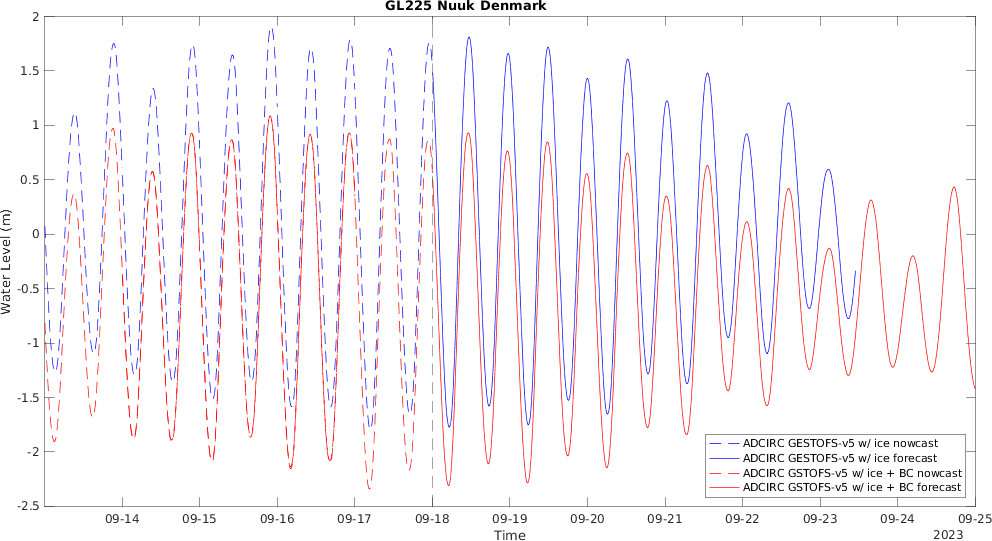 GL225 Nuuk Denmark
2
1.5
1
0.5
0
-0.5
-1
-1.5
-2
-2.5
Water Level (m)
ADCIRC GESTOFS-v5 w/ ice nowcast
ADCIRC GESTOFS-v5 w/ ice forecast
ADCIRC GSTOFS-v5 w/ ice + BC nowcast
ADCIRC GSTOFS-v5 w/ ice + BC forecast
09-14 09-15 09-16 09-17 09-18 09-19 09-20 09-21 09-22 09-23 09-24 09-25
Time
2023